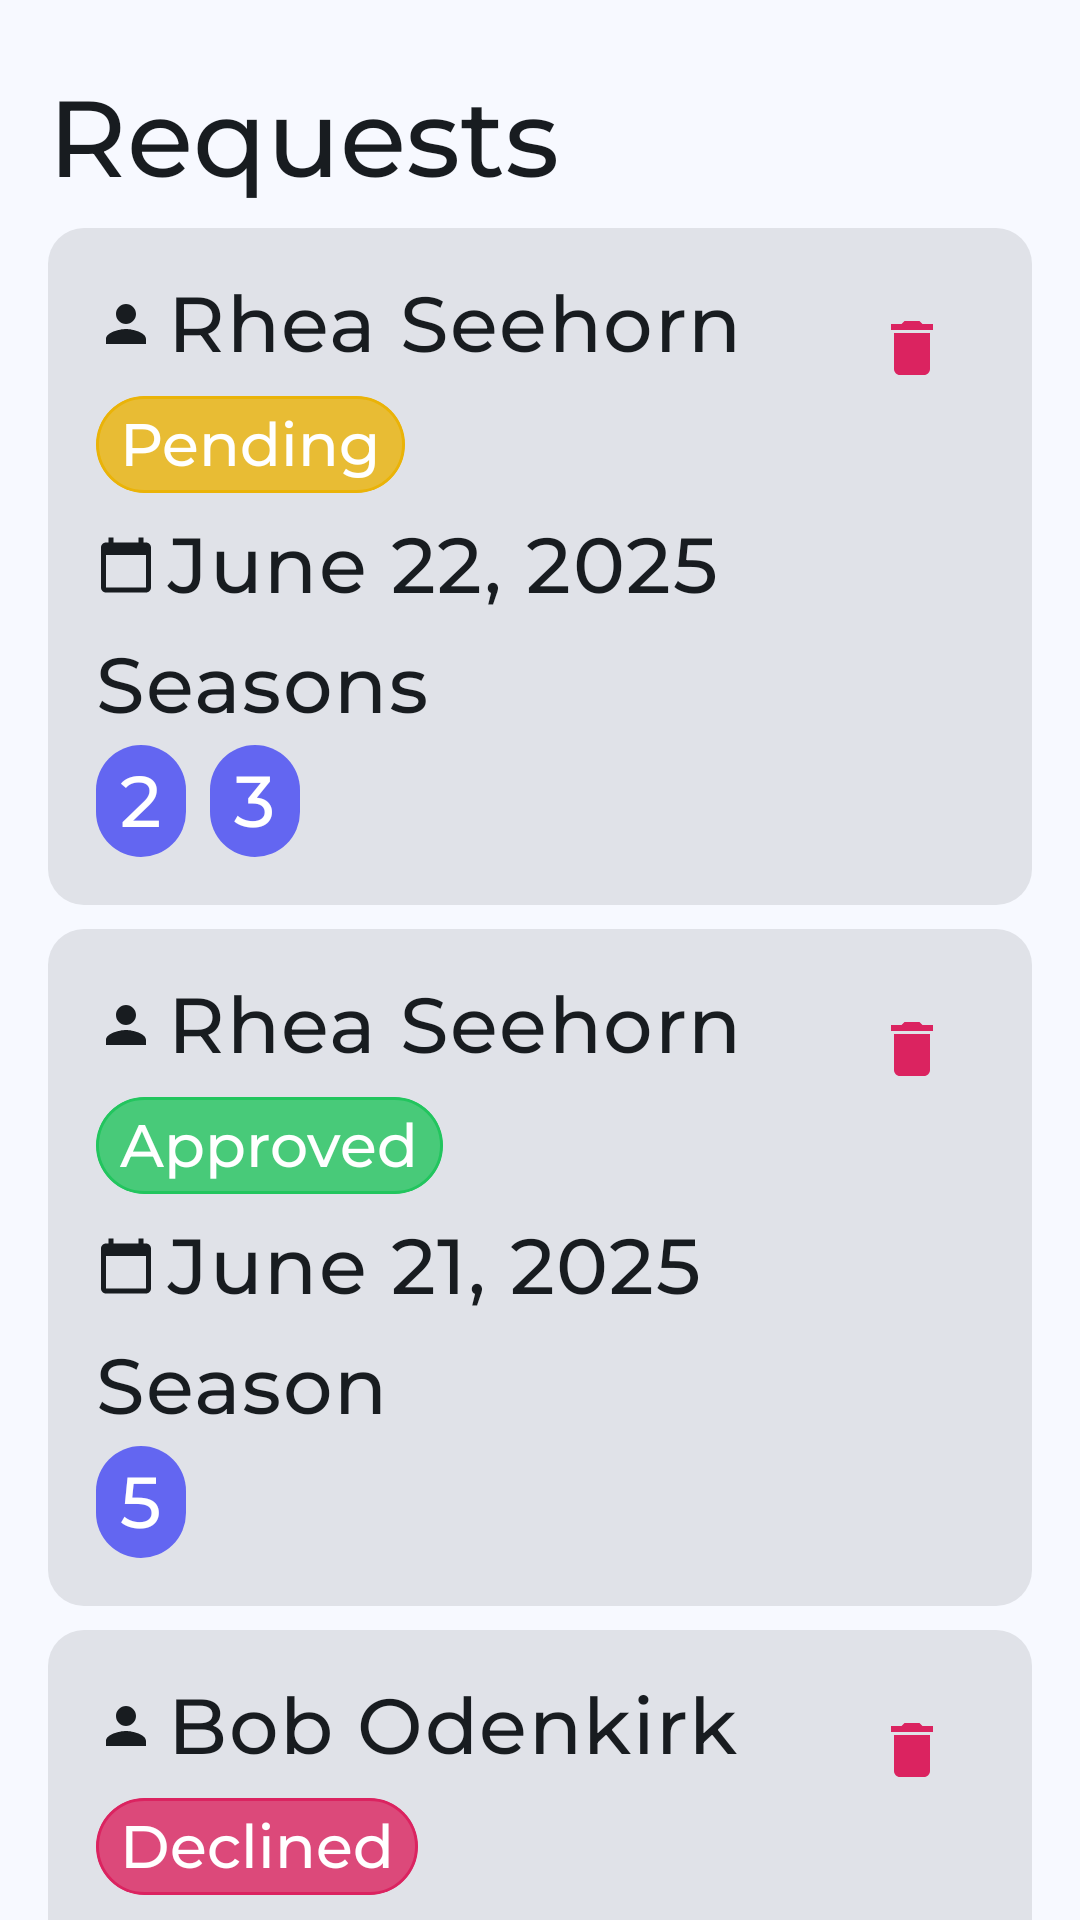 Requests
Rhea Seehorn
Pending
June 22, 2025
Seasons
2 3
Rhea Seehorn
Approved
June 21, 2025
Season
5
Bob Odenkirk
Declined